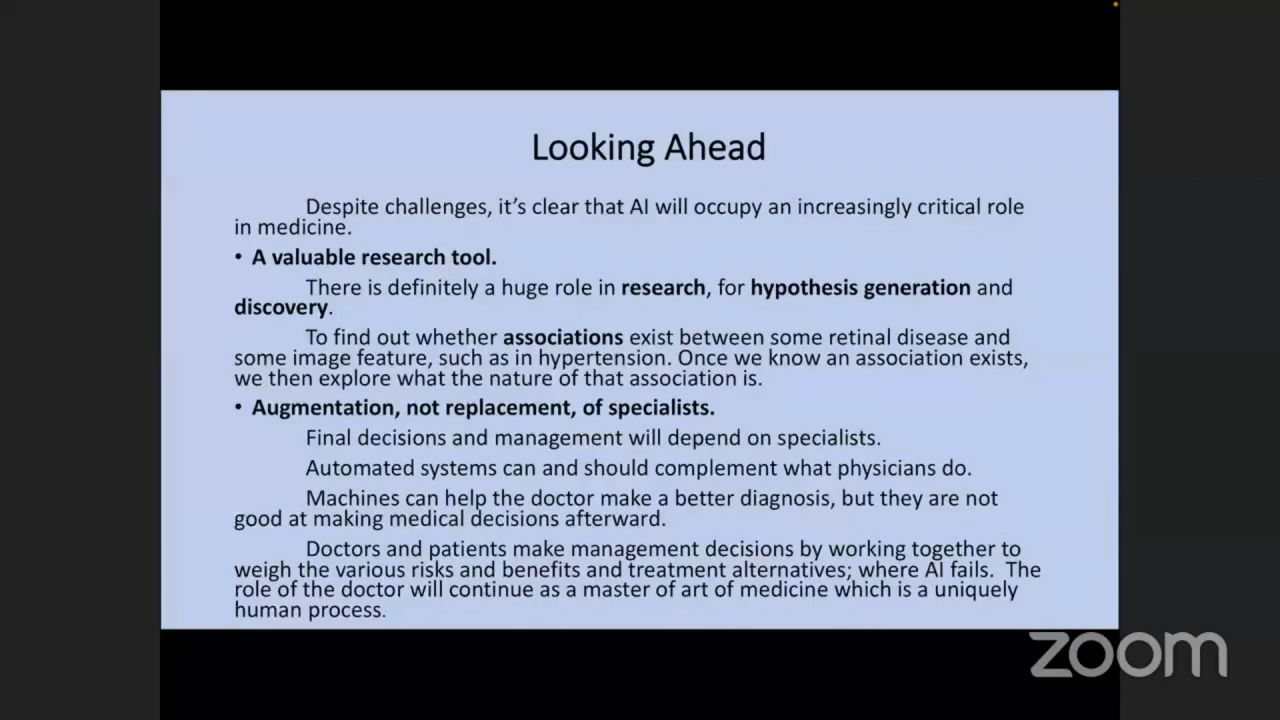 Looking Ahead
Despite challenges, it's clear that AI will occupy an increasingly critical role
in medicine.
• A valuable research tool.
There is definitely a huge role in research, for hypothesis generation and
discovery.
To find out whether associations exist between some retinal disease and
some image feature, such as in hypertension. Once we know an association exists,
we then explore what the nature of that association is.
• Augmentation, not replacement, of specialists.
Final decisions and management will depend on specialists.
Automated systems can and should complement what physicians do.
Machines can help the doctor make a better diagnosis, but they are not
good at making medical decisions afterward.
Doctors and patients make management decisions by working together to
weigh the various risks and benefits and treatment alternatives; where AI fails. The
role of the doctor will continue as a master of art of medicine which is a uniquely
human process.
zoom